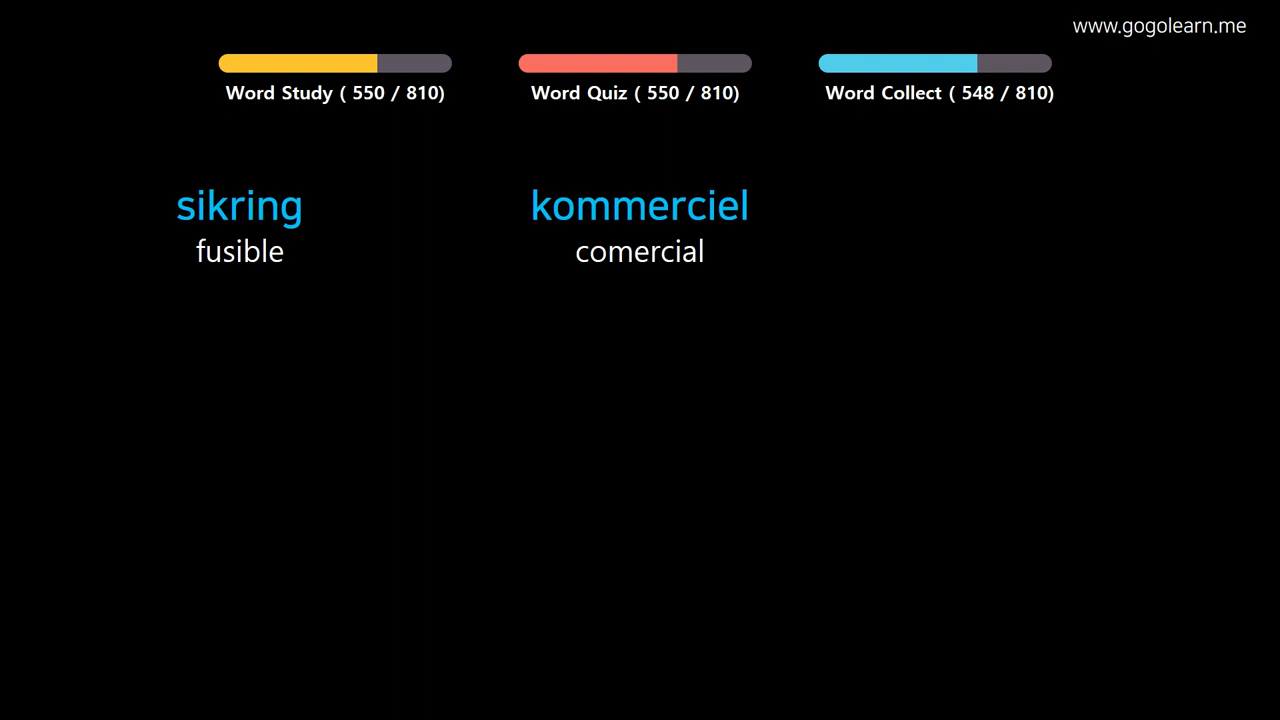 www.gogolearn.me
Word Study ( 550 / 810)
Word Quiz ( 550 / 810)
Word Collect ( 548 / 810)
sikring
fusible
kommerciel
comercial